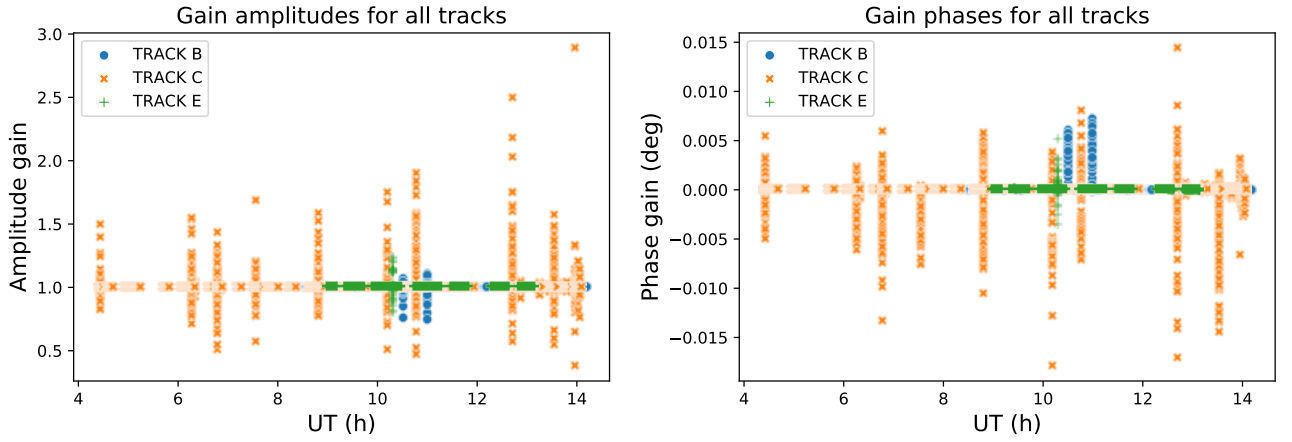 Gain amplitudes for all tracks
Amplitude gain
3.0
2.5
2.0
1.5
1.0
0.5
TRACK B
TRACK C
TRACK E
4 6 8 10 12 14
UT (h)
Gain phases for all tracks
Phase gain (deg)
0.015
0.010
0.005
0.000
−0.005
−0.010
−0.015
TRACK B
TRACK C
TRACK E
4 6 8 10 12 14
UT (h)